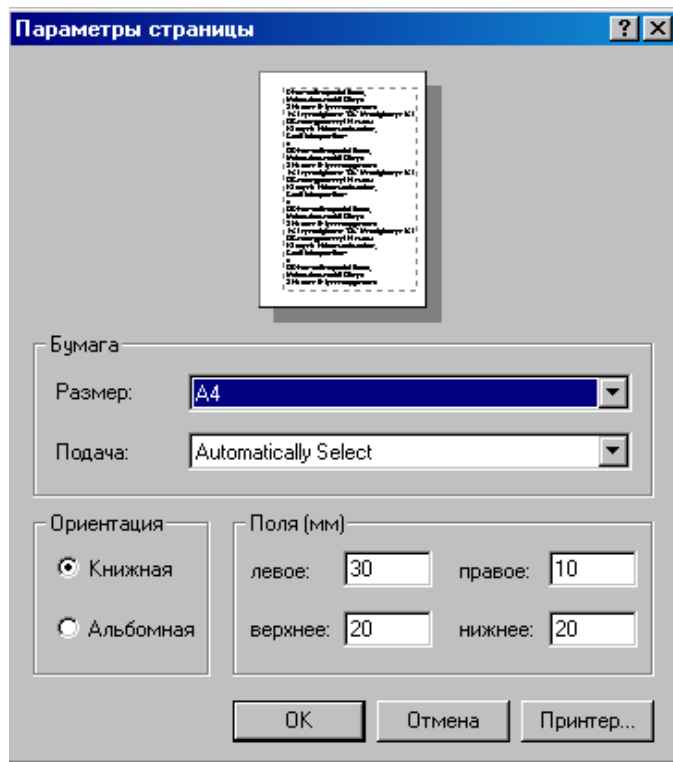 Параметры страницы
Бумага
Размер: A4
Подача: Automatically Select
Ориентация
Книжная
Альбомная
Поля (мм)
левое: 30 правое: 10
верхнее: 20 нижнее: 20
OK Отмена Принтер...